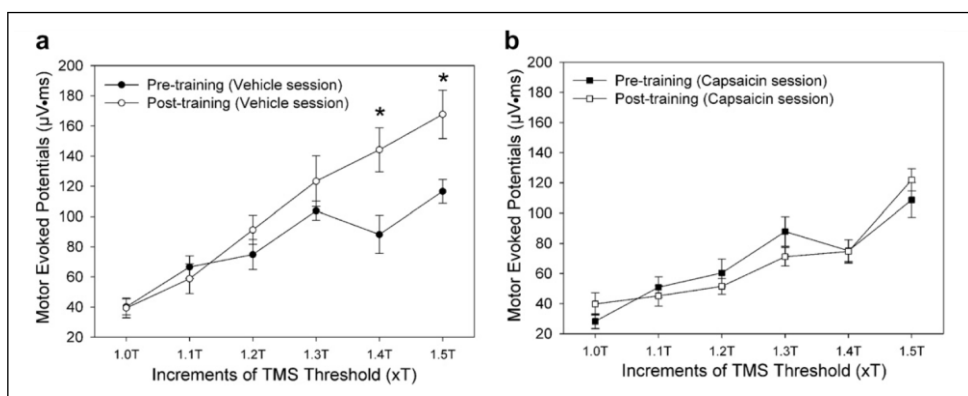 a
200
180
160
140
120
100
80
60
40
20
Motor Evoked Potentials (µV•ms)
Pre-training (Vehicle session)
Post-training (Vehicle session)
*
*
1.0T 1.1T 1.2T 1.3T 1.4T 1.5T
Increments of TMS Threshold (xT)
b
200
180
160
140
120
100
80
60
40
20
Motor Evoked Potentials (µV•ms)
Pre-training (Capsaicin session)
Post-training (Capsaicin session)
1.0T 1.1T 1.2T 1.3T 1.4T 1.5T
Increments of TMS Threshold (xT)